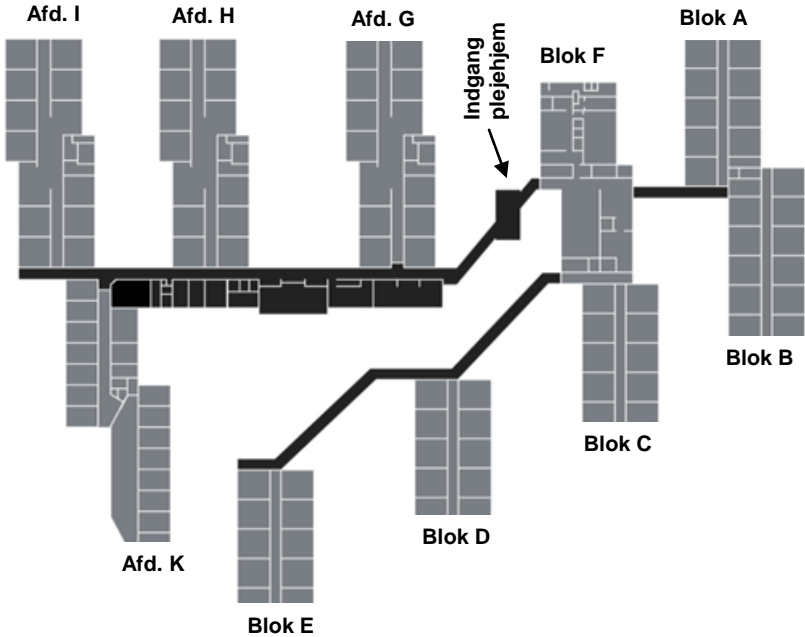 Afd. I
Afd. H
Afd. G
Indgang
plejehjem
Blok F
Blok A
Blok B
Blok C
Blok D
Afd. K
Blok E